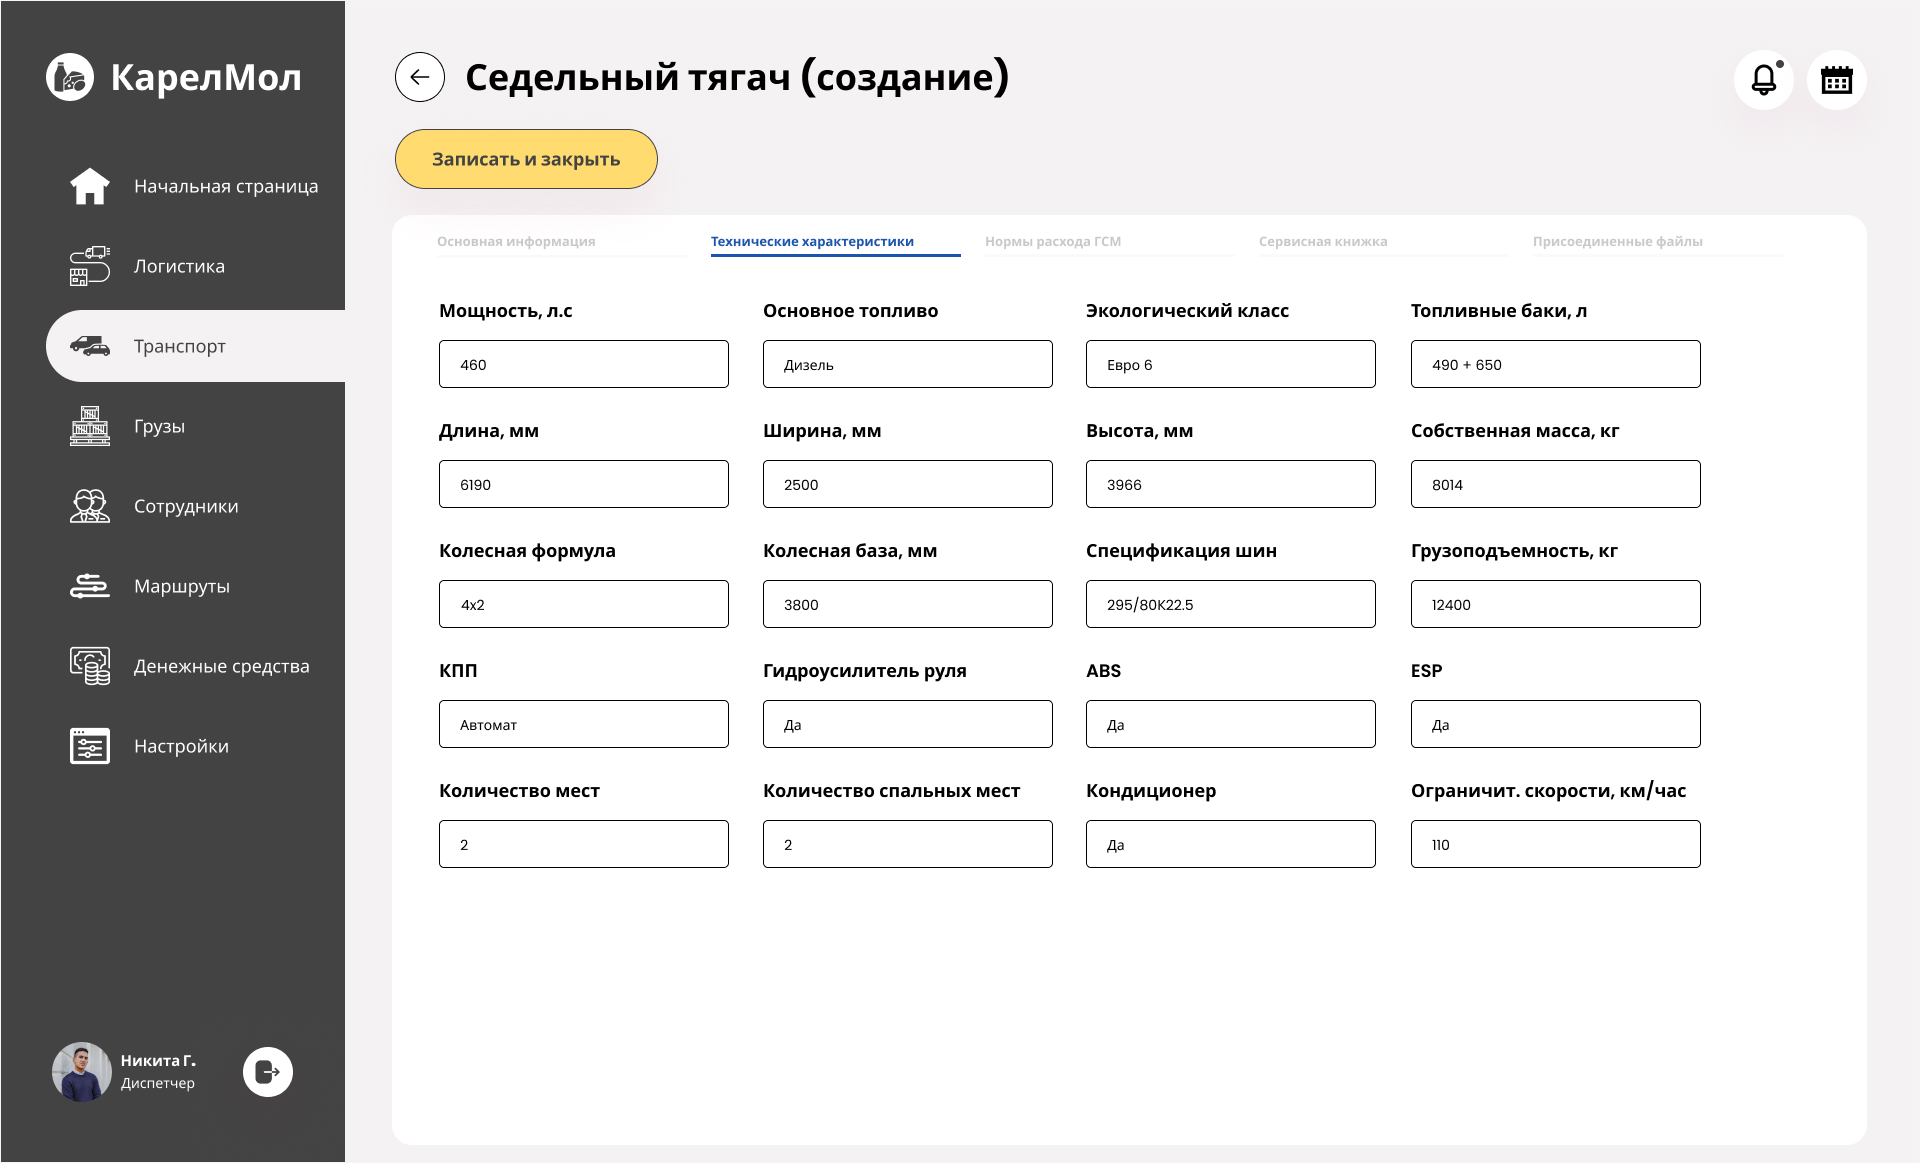 КарелМол
Начальная страница
Логистика
Транспорт
Грузы
Сотрудники
Маршруты
Денежные средства
Настройки
Никита Г.
Диспетчер
Седельный тягач (создание)
Записать и закрыть
Основная информация
Технические характеристики
Нормы расхода ГСМ
Сервисная книжка
Присоединенные файлы
Мощность, л.с
Основное топливо
Экологический класс
Топливные баки, л
460
Дизель
Евро 6
490 + 650
Длина, мм
Ширина, мм
Высота, мм
Собственная масса, кг
6190
2500
3966
8014
Колесная формула
Колесная база, мм
Спецификация шин
Грузоподъемность, кг
4x2
3800
295/80К22.5
12400
КПП
Гидроусилитель руля
ABS
ESP
Автомат
Да
Да
Да
Количество мест
Количество спальных мест
Кондиционер
Ограничит. скорости, км/час
2
2
Да
110